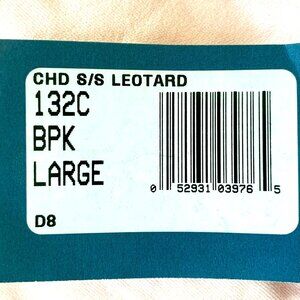 CHD S/S LEOTARD
132C
BPK
LARGE
0 52931 03976 5
D8